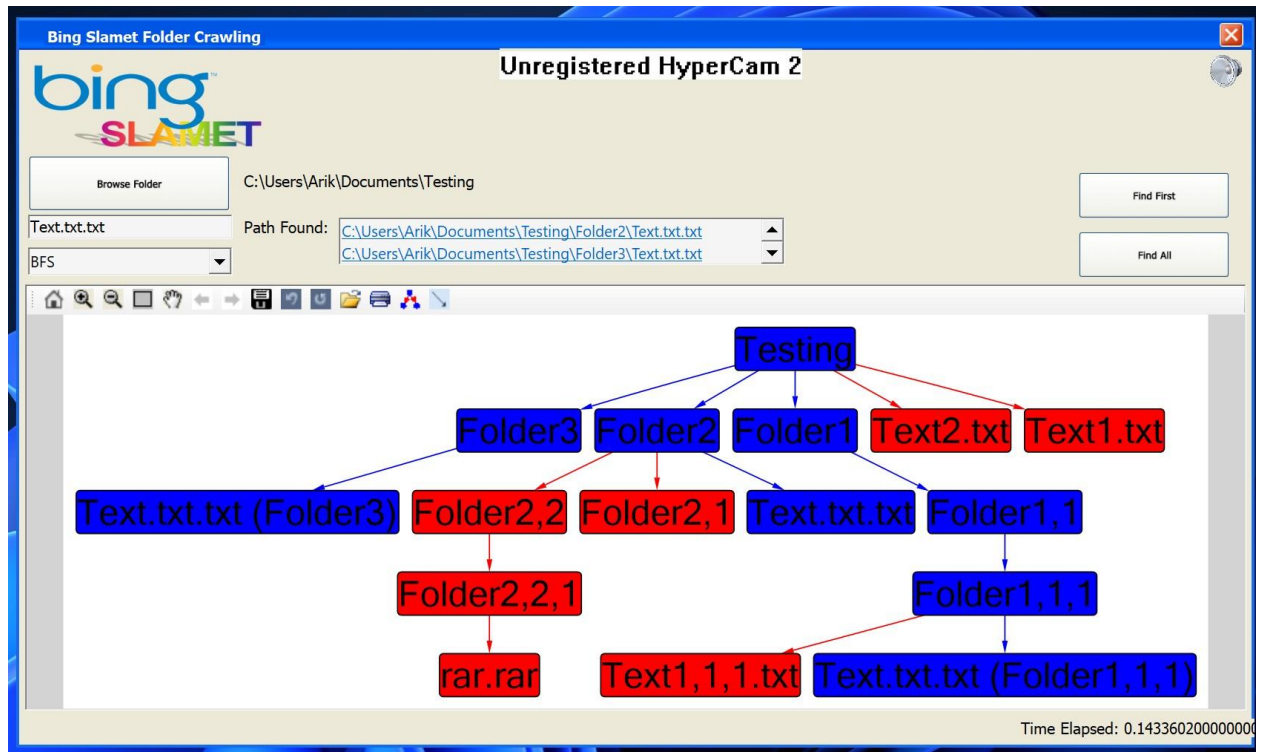 Bing Slamet Folder Crawling
Unregistered HyperCam 2
bing™
SLAMET
Browse Folder
C:\Users\Arik\Documents\Testing
Find First
Text.txt.txt
Path Found:
C:\Users\Arik\Documents\Testing\Folder2\Text.txt.txt
C:\Users\Arik\Documents\Testing\Folder3\Text.txt.txt
BFS
Find All
Testing
Folder3 Folder2 Folder1 Text2.txt Text1.txt
Text.txt.txt (Folder3) Folder2,2 Folder2,1 Text.txt.txt Folder1,1
Folder2,2,1 Folder1,1,1
rar.rar Text1,1,1.txt Text.txt.txt (Folder1,1,1)
Time Elapsed: 0.143360200000000